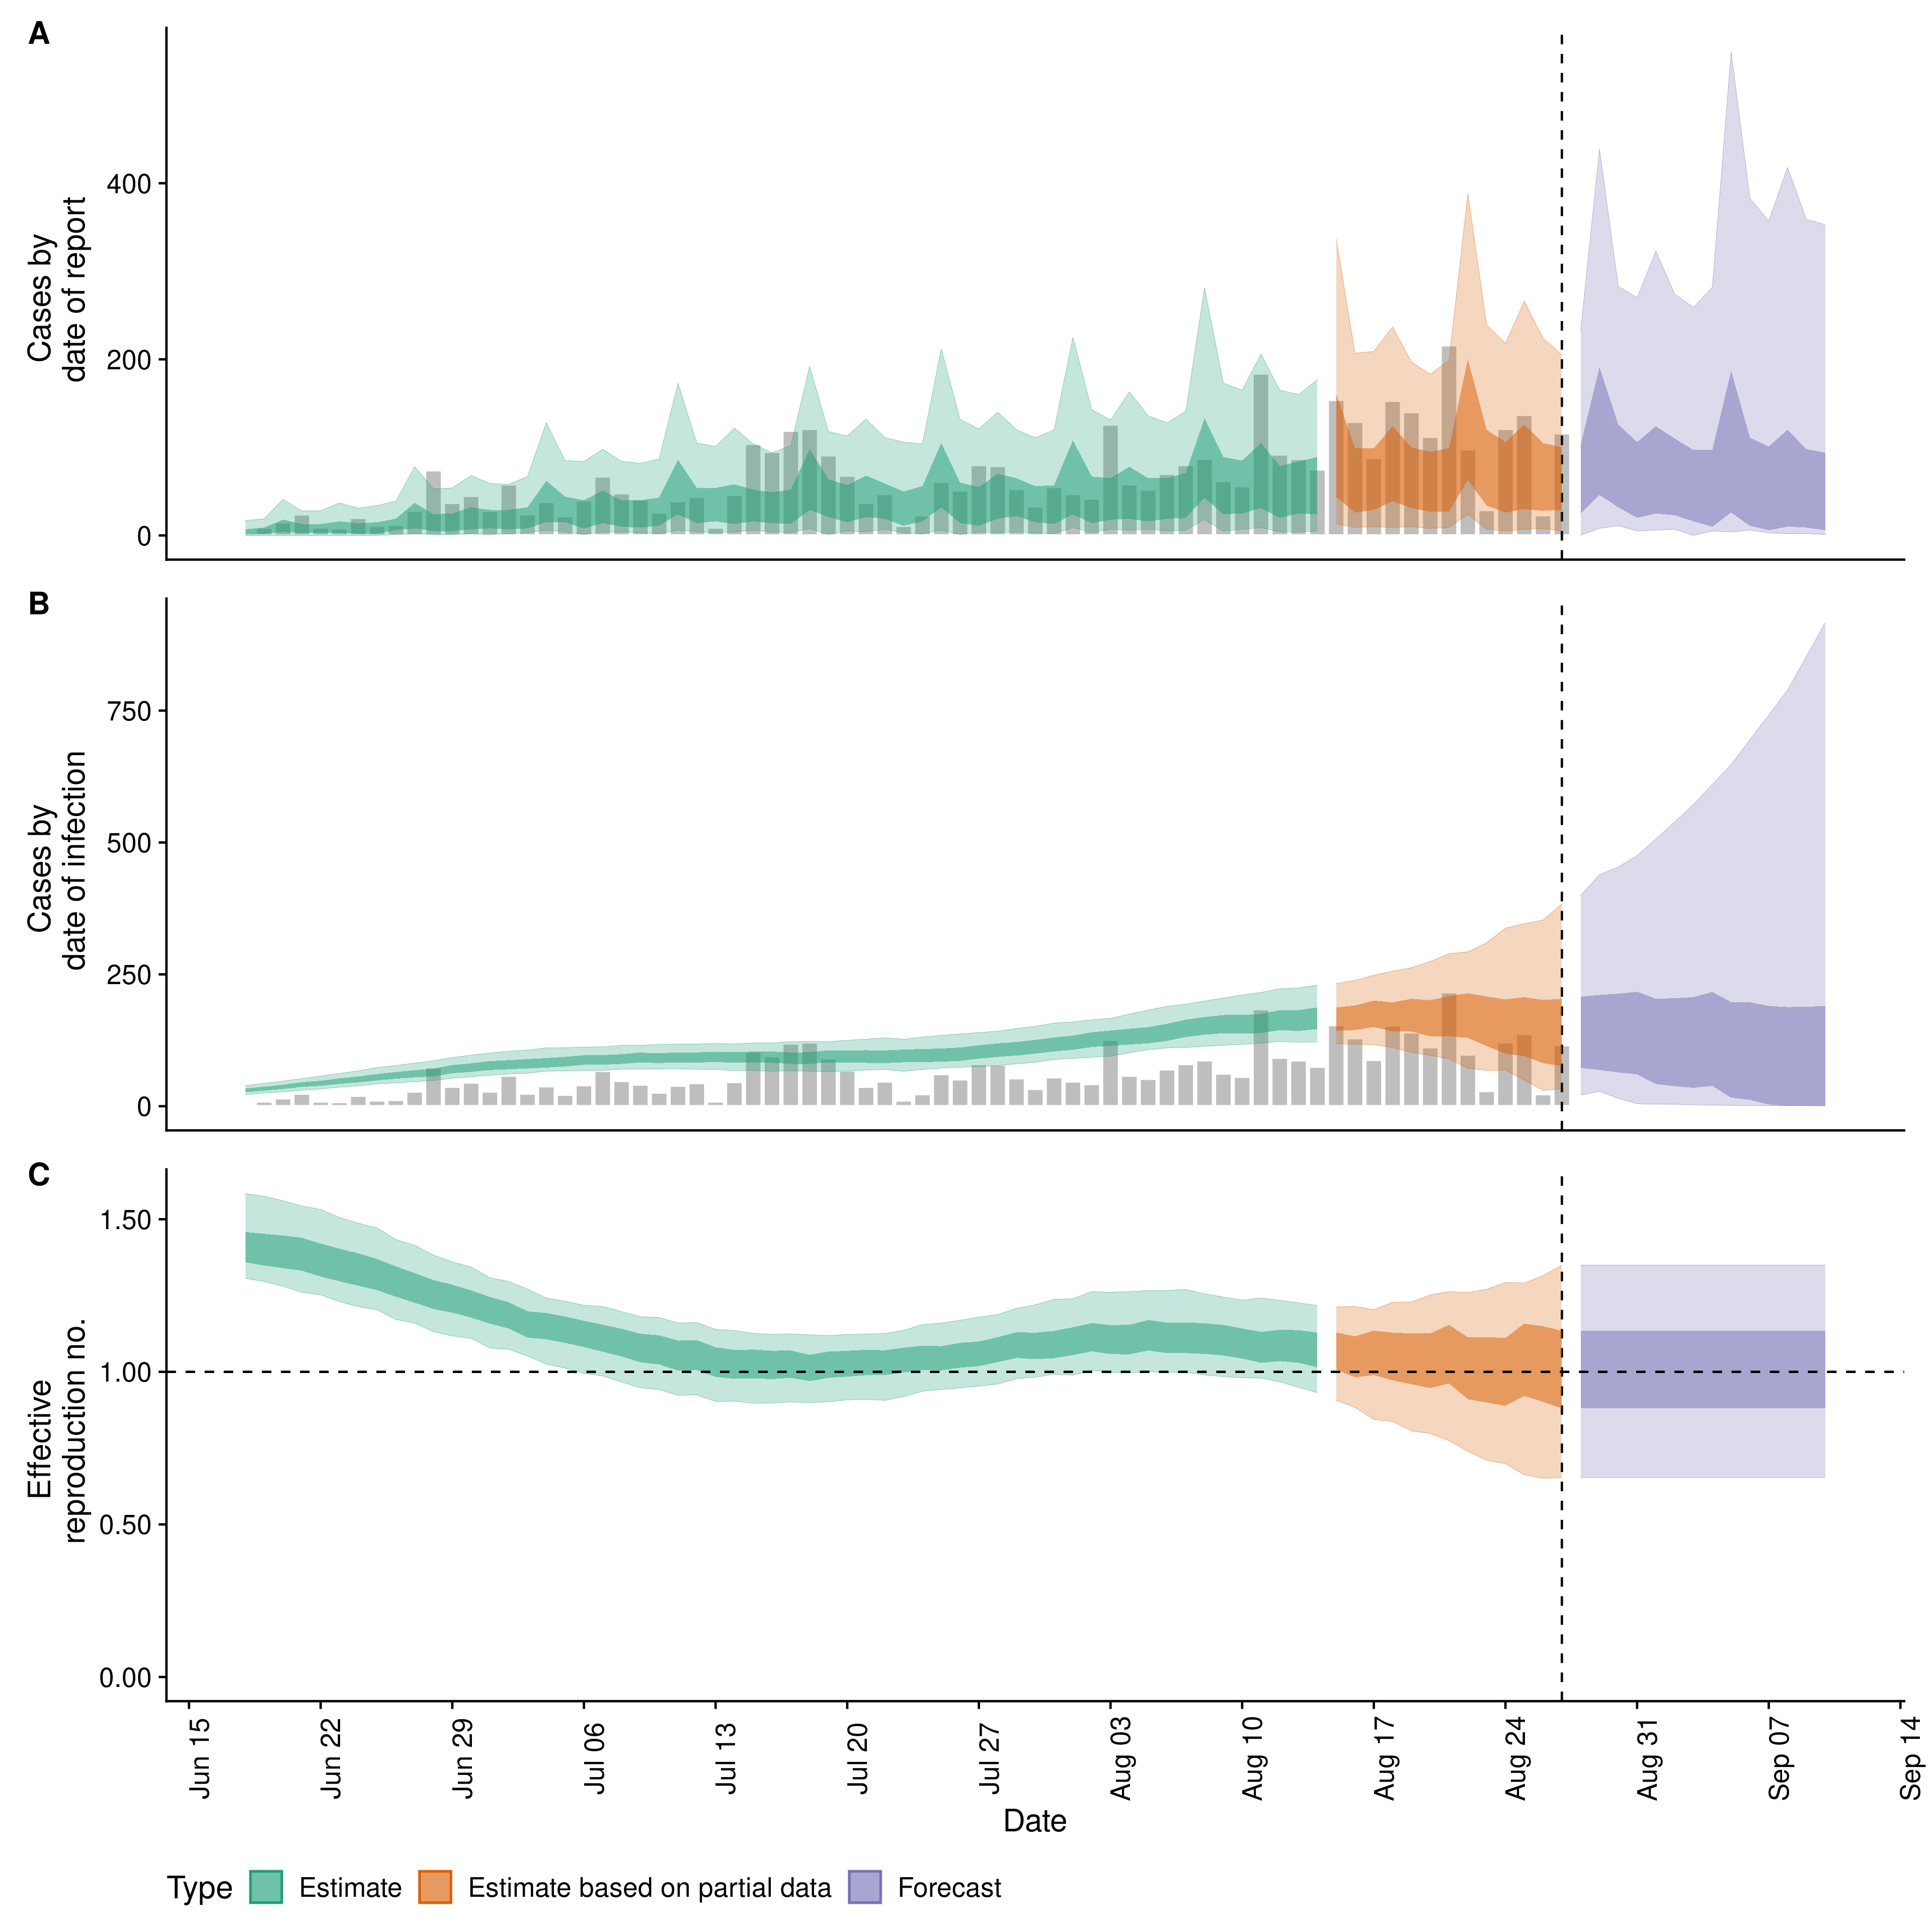 A
Cases by
date of report
400
200
0
B
Cases by
date of infection
750
500
250
0
C
Effective
reproduction no.
1.50
1.00
0.50
0.00
Jun 15
Jun 22
Jun 29
Jul 06
Jul 13
Jul 20
Jul 27
Aug 03
Aug 10
Aug 17
Aug 24
Aug 31
Sep 07
Sep 14
Date
Type Estimate Estimate based on partial data Forecast